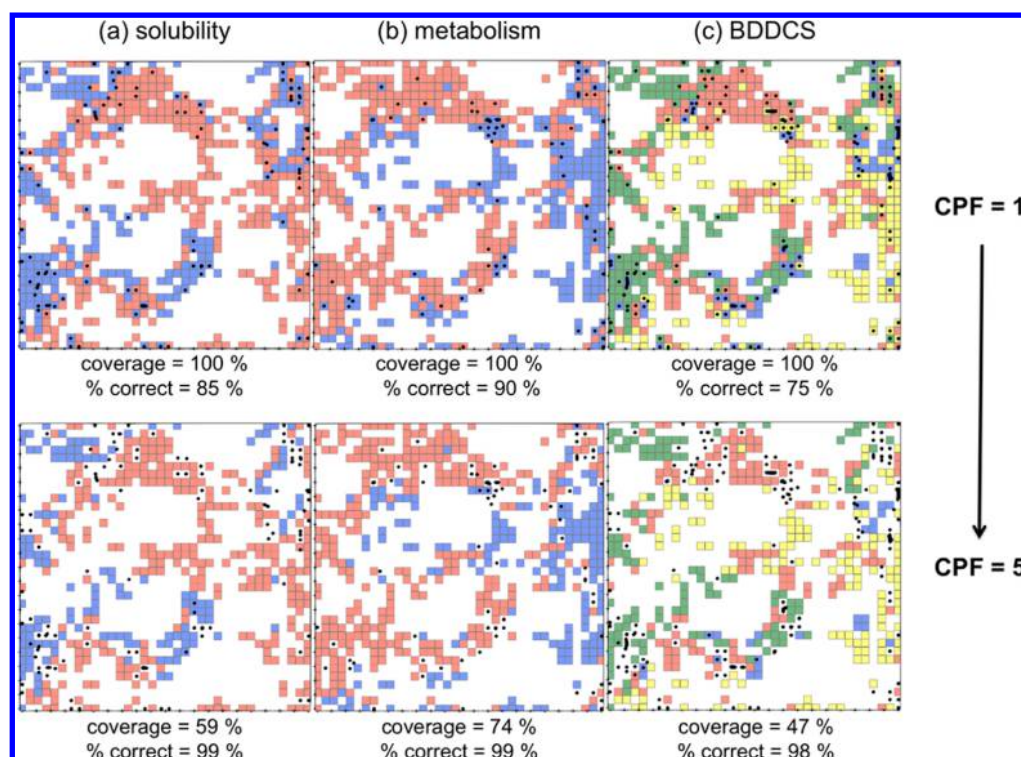 (a) solubility
(b) metabolism
(c) BDDCS
coverage = 100 %
% correct = 85 %
coverage = 100 %
% correct = 90 %
coverage = 100 %
% correct = 75 %
CPF = 1
CPF = 5
coverage = 59 %
% correct = 99 %
coverage = 74 %
% correct = 99 %
coverage = 47 %
% correct = 98 %